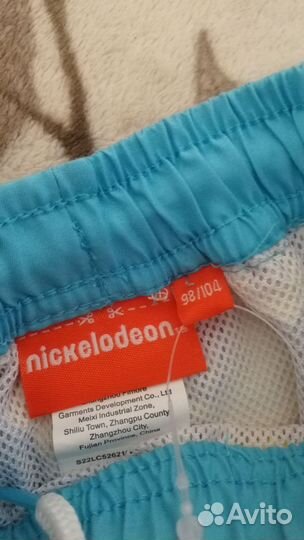 98/104
nickelodeon
Garments Development Co., Ltd
Meixi Industrial Zone,
Shiliu Town, Zhangpu County
Zhangzhou City,
Fujian Province, China
S22LCS2621/
Avito